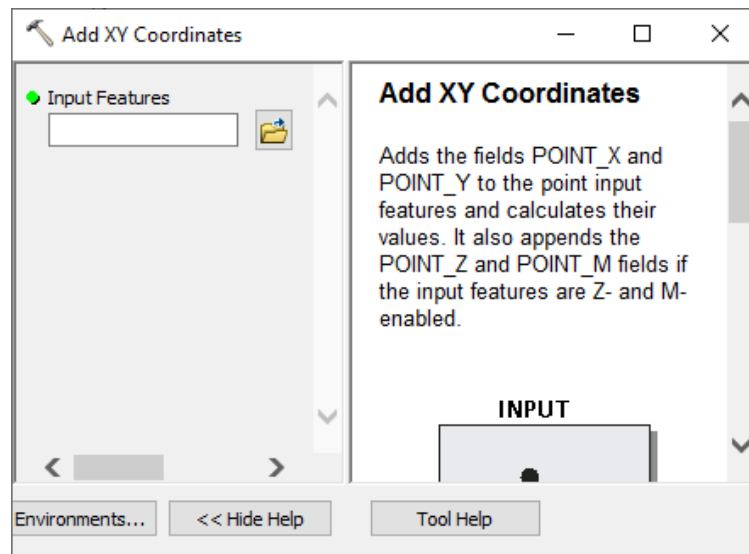 Add XY Coordinates
Input Features
Add XY Coordinates
Adds the fields POINT_X and
POINT_Y to the point input
features and calculates their
values. It also appends the
POINT_Z and POINT_M fields if
the input features are Z- and M-
enabled.
INPUT
Environments...
<< Hide Help
Tool Help